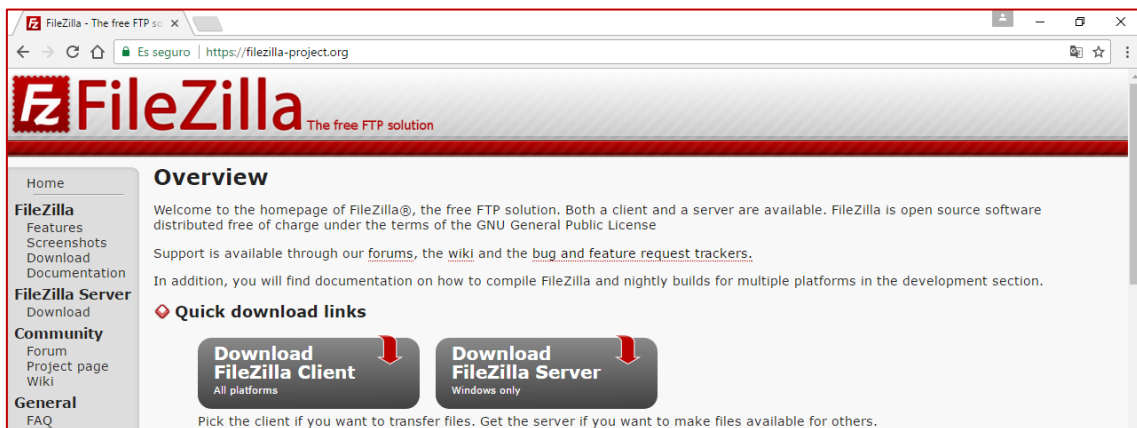 FileZilla - The free FTP so
Es seguro | https://filezilla-project.org
Fz FileZilla The free FTP solution
Home
FileZilla
Features
Screenshots
Download
Documentation
FileZilla Server
Download
Community
Forum
Project page
Wiki
General
FAQ
Overview
Welcome to the homepage of FileZilla®, the free FTP solution. Both a client and a server are available. FileZilla is open source software
distributed free of charge under the terms of the GNU General Public License
Support is available through our forums, the wiki and the bug and feature request trackers.
In addition, you will find documentation on how to compile FileZilla and nightly builds for multiple platforms in the development section.
Quick download links
Download
FileZilla Client
All platforms
Download
FileZilla Server
Windows only
Pick the client if you want to transfer files. Get the server if you want to make files available for others.